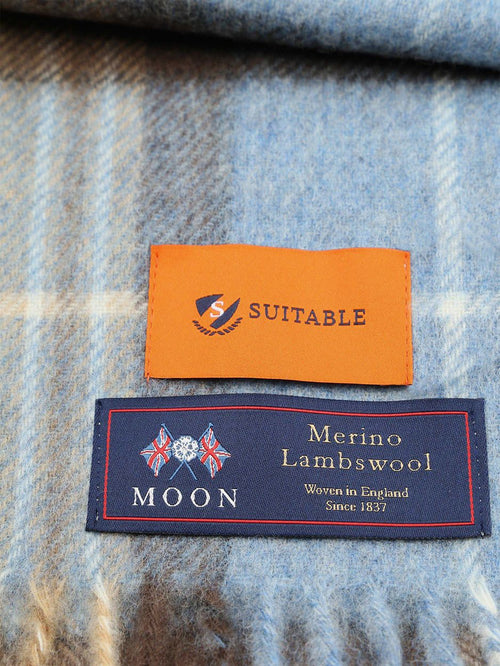 S SUITABLE
MOON
Merino
Lambswool
Woven in England
Since 1837